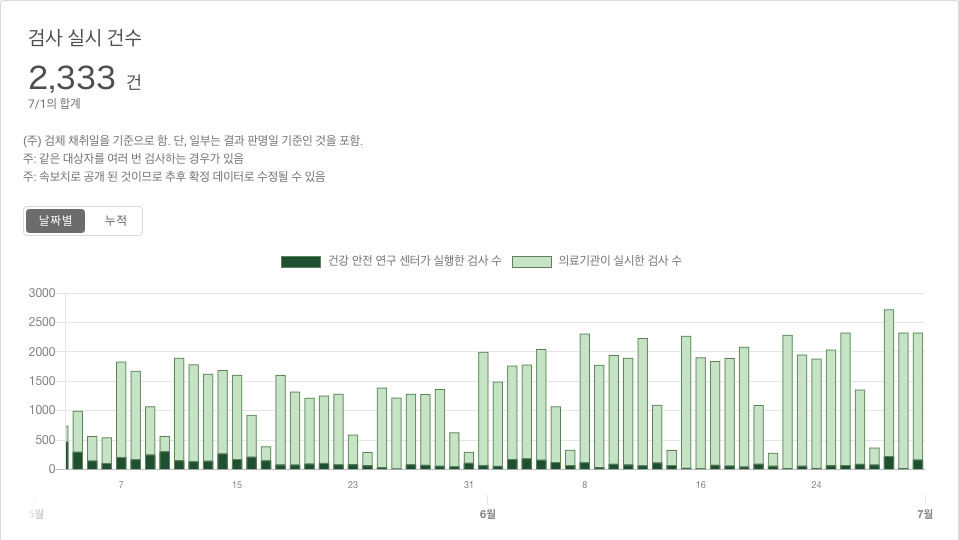 검사 실시 건수
2,333 건
7/1의 합계
(주) 검체 채취일을 기준으로 함. 단, 일부는 결과 판명일 기준인 것을 포함.
주: 같은 대상자를 여러 번 검사하는 경우가 있음
주: 속보치로 공개 된 것이므로 추후 확정 데이터로 수정될 수 있음
날짜별 누적
건강 안전 연구 센터가 실행한 검사 수 의료기관이 실시한 검사 수
3000
2500
2000
1500
1000
500
0
7 15 23 31 8 16 24
5월 6월 7월